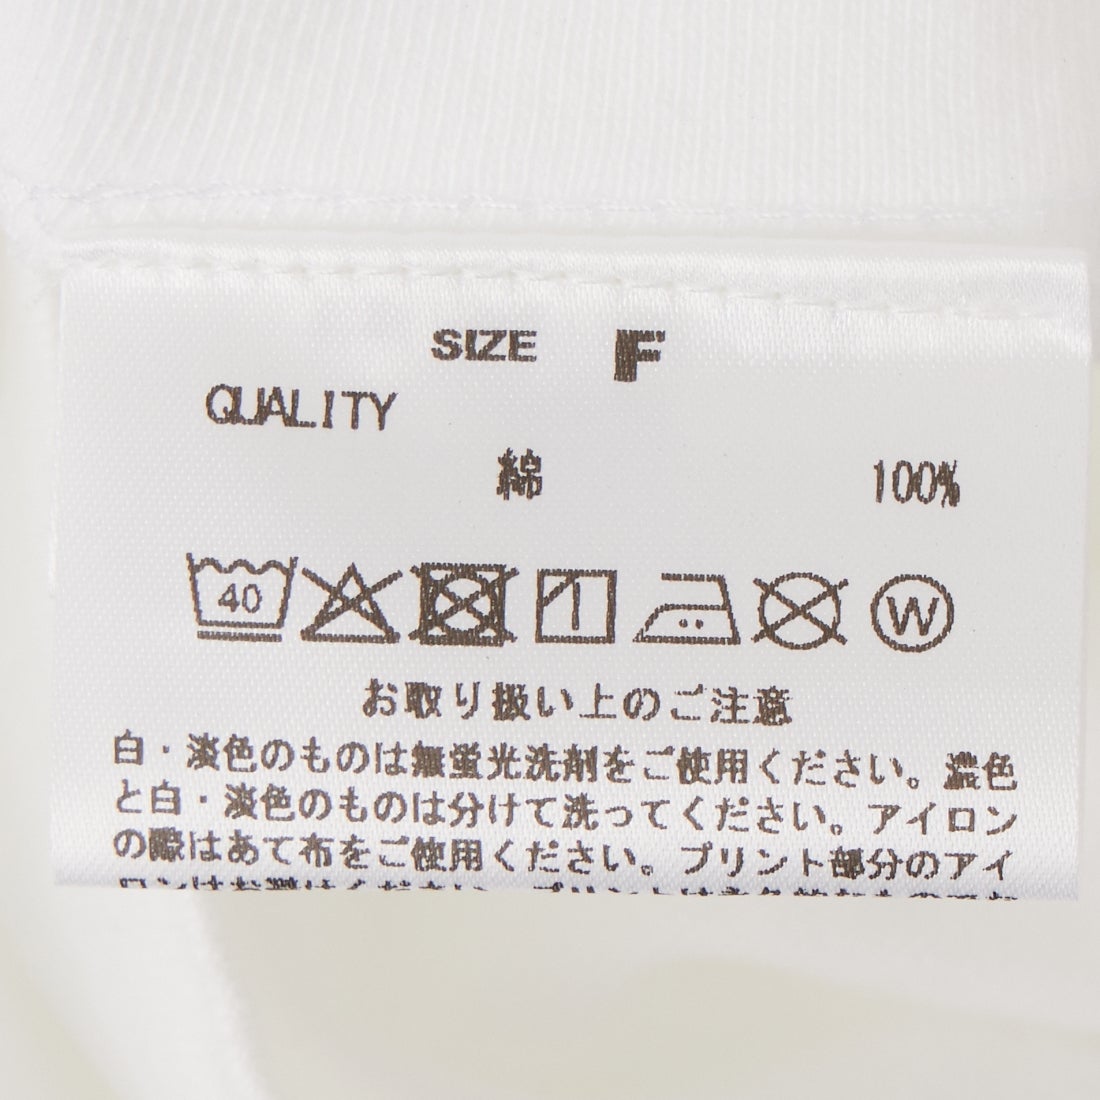 SIZE F
QUALITY
綿 100%
40
W
お取り扱い上のご注意
白・淡色のものは無蛍光洗剤をご使用ください。濃色
と白・淡色のものは分けて洗ってください。アイロン
の際はあて布をご使用ください。プリント部分のアイ